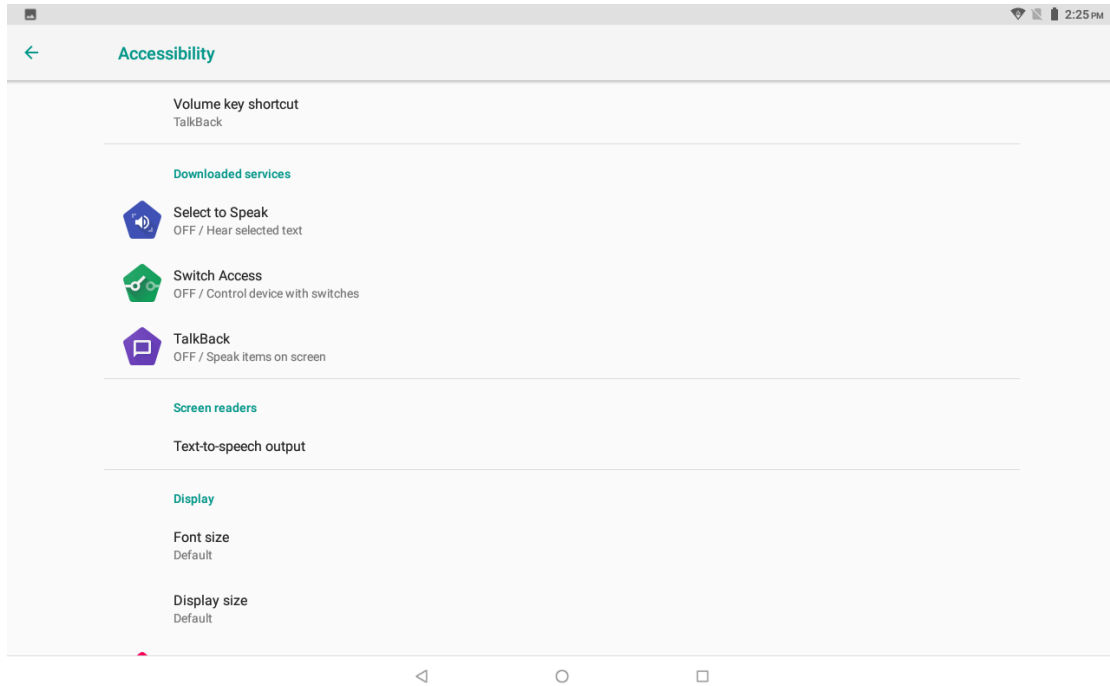 2:25 PM
Accessibility
Volume key shortcut
TalkBack
Downloaded services
Select to Speak
OFF / Hear selected text
Switch Access
OFF / Control device with switches
TalkBack
OFF / Speak items on screen
Screen readers
Text-to-speech output
Display
Font size
Default
Display size
Default